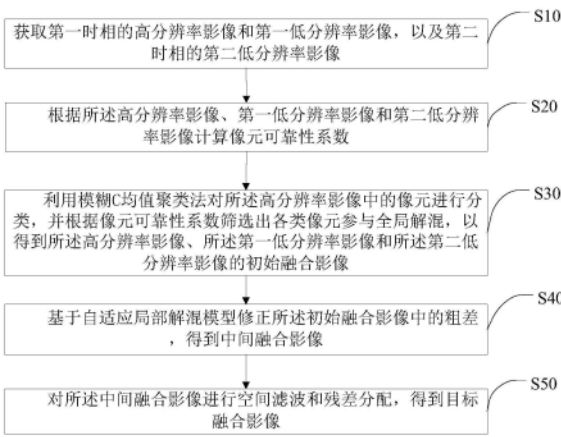 获取第一时相的高分辨率影像和第一低分辨率影像，以及第二
时相的第二低分辨率影像
S10
根据所述高分辨率影像、第一低分辨率影像和第二低分辨
率影像计算像元可靠性系数
S20
利用模糊C均值聚类法对所述高分辨率影像中的像元进行分
类，并根据像元可靠性系数筛选出各类像元参与全局解混，以
得到所述高分辨率影像、所述第一低分辨率影像和所述第二低
分辨率影像的初始融合影像
S30
基于自适应局部解混模型修正所述初始融合影像中的粗差
，得到中间融合影像
S40
对所述中间融合影像进行空间滤波和残差分配，得到目标
融合影像
S50